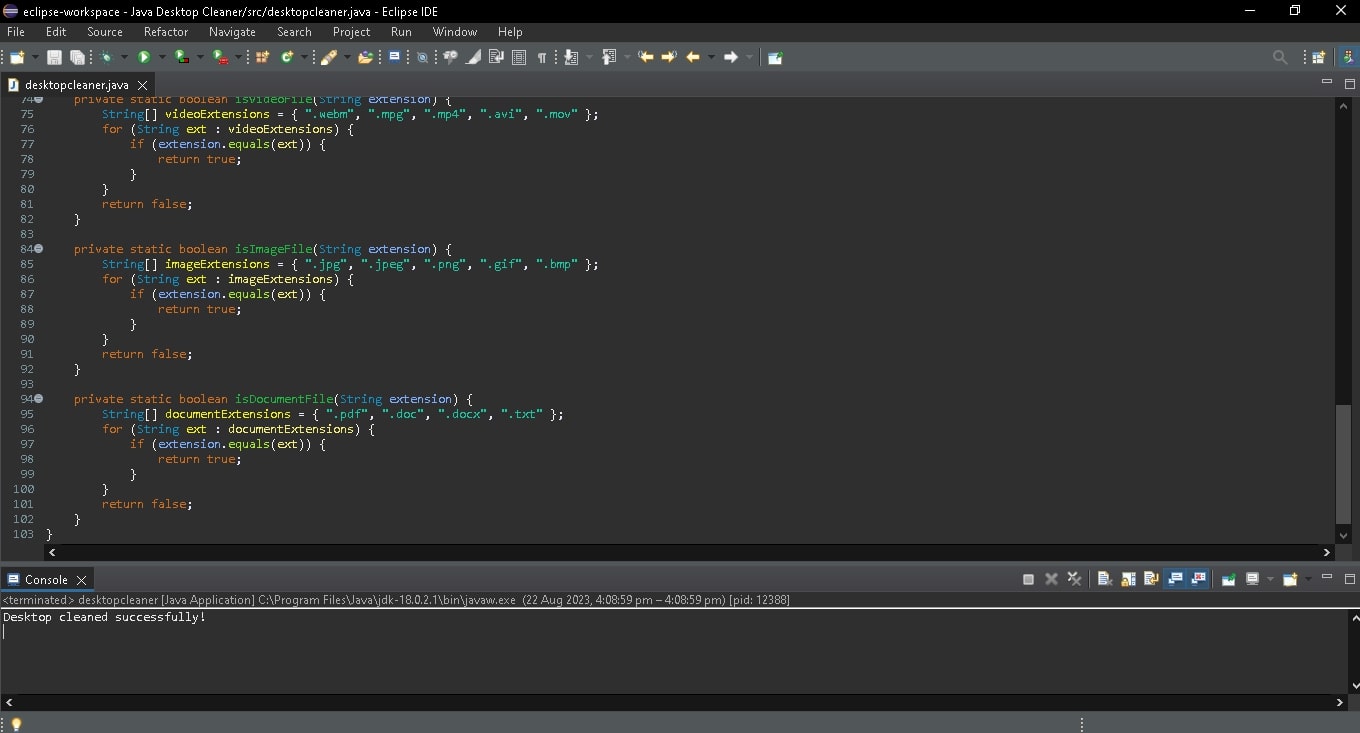 eclipse-workspace - Java Desktop Cleaner/src/desktopcleaner.java - Eclipse IDE
File Edit Source Refactor Navigate Search Project Run Window Help
desktopcleaner.java
74 private static boolean isVideoFile(String extension) {
75 String[] videoExtensions = { ".webm", ".mpg", ".mp4", ".avi", ".mov" };
76 for (String ext : videoExtensions) {
77 if (extension.equals(ext)) {
78 return true;
79 }
80 }
81 return false;
82 }
83
84 private static boolean isImageFile(String extension) {
85 String[] imageExtensions = { ".jpg", ".jpeg", ".png", ".gif", ".bmp" };
86 for (String ext : imageExtensions) {
87 if (extension.equals(ext)) {
88 return true;
89 }
90 }
91 return false;
92 }
93
94 private static boolean isDocumentFile(String extension) {
95 String[] documentExtensions = { ".pdf", ".doc", ".docx", ".txt" };
96 for (String ext : documentExtensions) {
97 if (extension.equals(ext)) {
98 return true;
99 }
100 }
101 return false;
102 }
103 }
Console
<terminated> desktopcleaner [Java Application] C:\Program Files\Java\jdk-18.0.2.1\bin\javaw.exe (22 Aug 2023, 4:08:59 pm – 4:08:59 pm) [pid: 12388]
Desktop cleaned successfully!